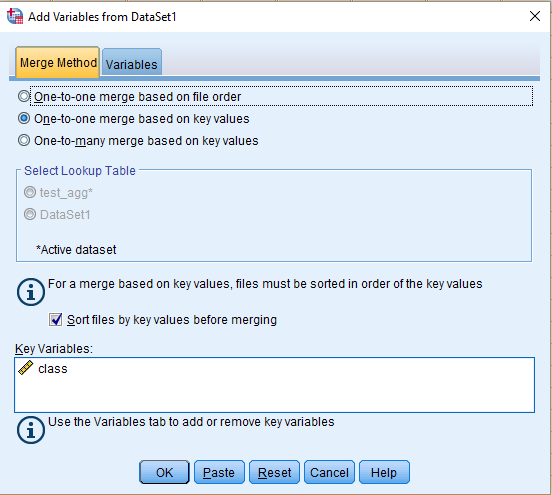 Add Variables from DataSet1
Merge Method
Variables
One-to-one merge based on file order
One-to-one merge based on key values
One-to-many merge based on key values
Select Lookup Table
test_agg*
DataSet1
*Active dataset
For a merge based on key values, files must be sorted in order of the key values
Sort files by key values before merging
Key Variables:
class
Use the Variables tab to add or remove key variables
OK
Paste
Reset
Cancel
Help